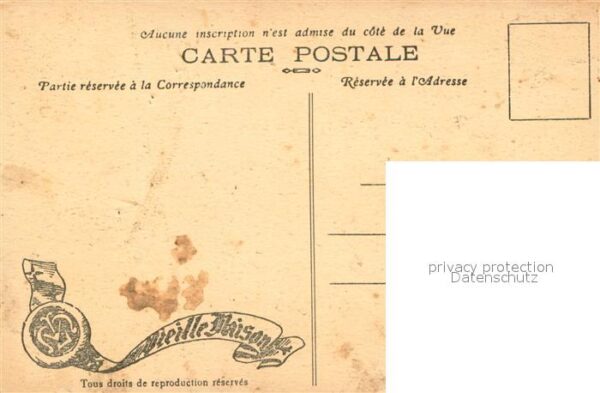 Aucune inscription n'est admise du côté de la Vue
CARTE POSTALE
Partie réservée à la Correspondance
Réservée à l'Adresse
privacy protection
Datenschutz
Vieille Maison
Tous droits de reproduction réservés